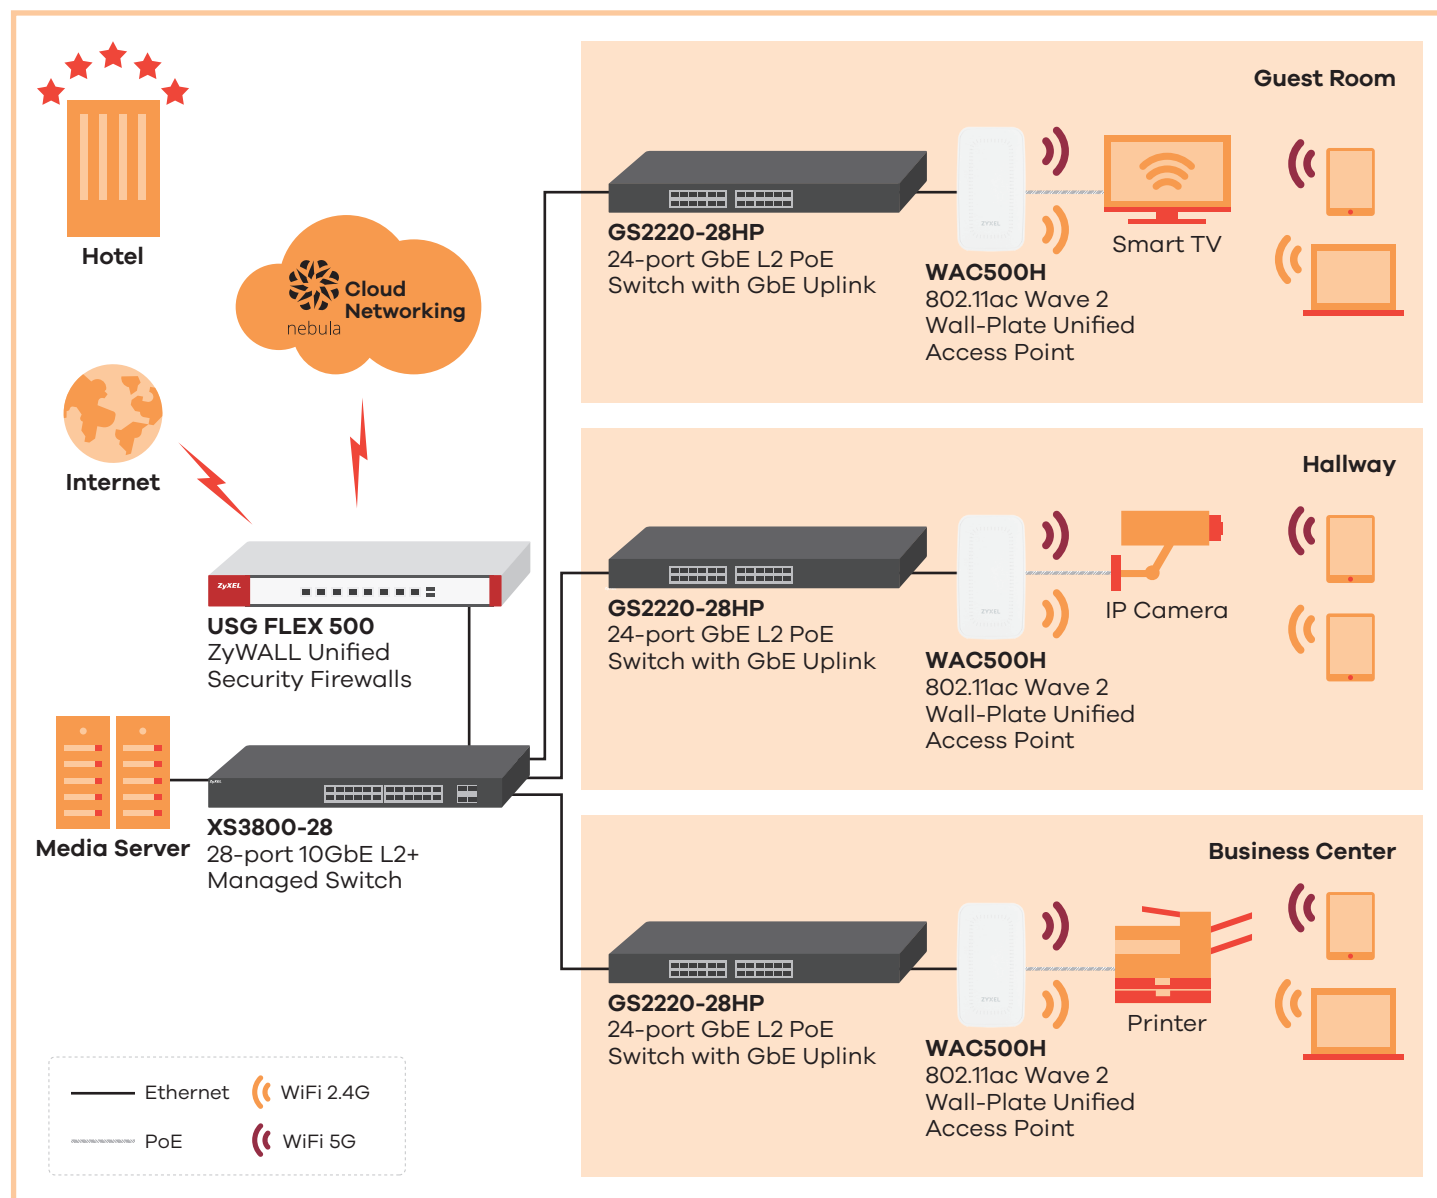 Hotel
nebula
Cloud
Networking
Internet
ZyXEL
USG FLEX 500
ZyWALL Unified
Security Firewalls
Media Server
ZyXEL
XS3800-28
28-port 10GbE L2+
Managed Switch
Guest Room
GS2220-28HP
24-port GbE L2 PoE
Switch with GbE Uplink
ZYXEL
WAC500H
802.11ac Wave 2
Wall-Plate Unified
Access Point
Smart TV
Hallway
GS2220-28HP
24-port GbE L2 PoE
Switch with GbE Uplink
ZYXEL
WAC500H
802.11ac Wave 2
Wall-Plate Unified
Access Point
IP Camera
Business Center
GS2220-28HP
24-port GbE L2 PoE
Switch with GbE Uplink
ZYXEL
WAC500H
802.11ac Wave 2
Wall-Plate Unified
Access Point
Printer
Ethernet
WiFi 2.4G
PoE
WiFi 5G